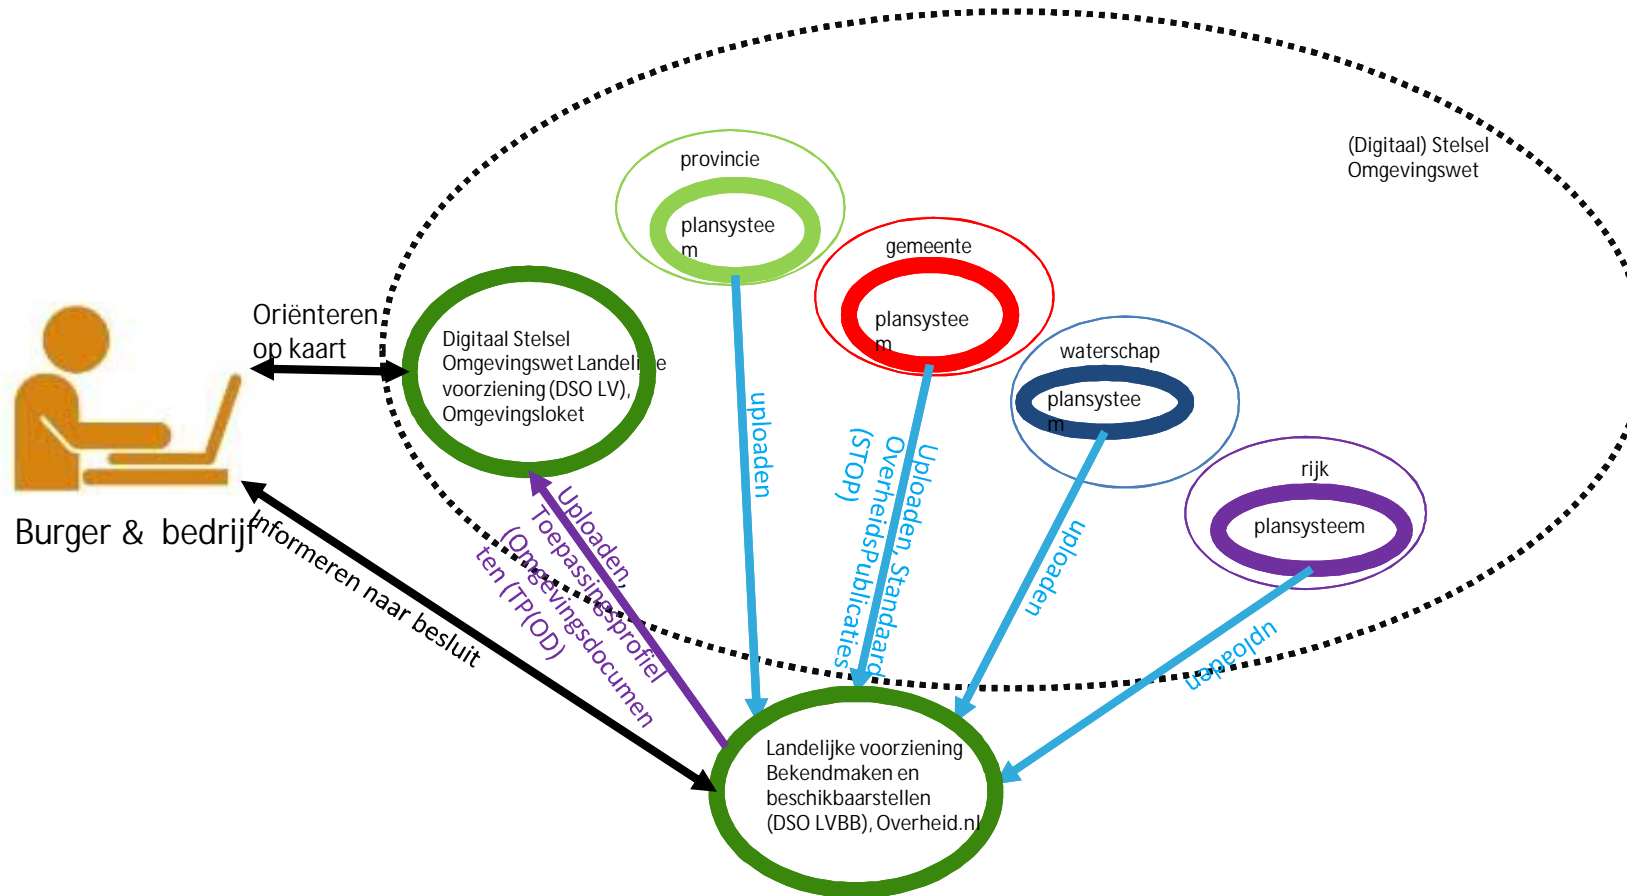 (Digitaal) Stelsel
Omgevingswet
provincie
plansystee
m
gemeente
plansystee
m
waterschap
plansystee
m
rijk
plansysteem
Oriënteren
op kaart
Digitaal Stelsel
Omgevingswet Landelijke
voorziening (DSO LV),
Omgevingsloket
Burger & bedrijf
Informeren naar besluit
Uploaden,
Toepassingsprofiel
(Omgevingsdocumen
ten (TP(OD)
uploaden
Uploaden, Standaard
OverheidsPublicaties
(STOP)
uploaden
uploaden
Landelijke voorziening
Bekendmaken en
beschikbaarstellen
(DSO LVBB), Overheid.nl